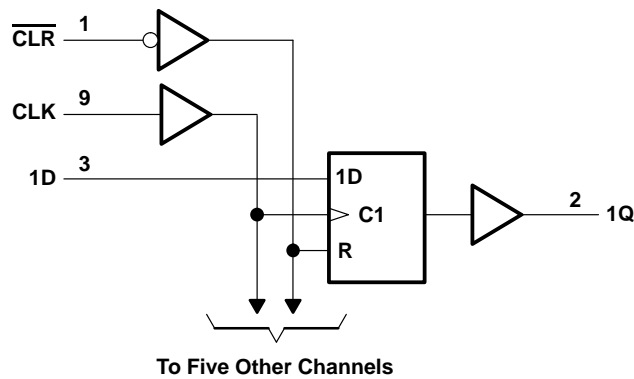 CLR 1
CLK 9
1D 3
1D
C1
R
2 1Q
To Five Other Channels